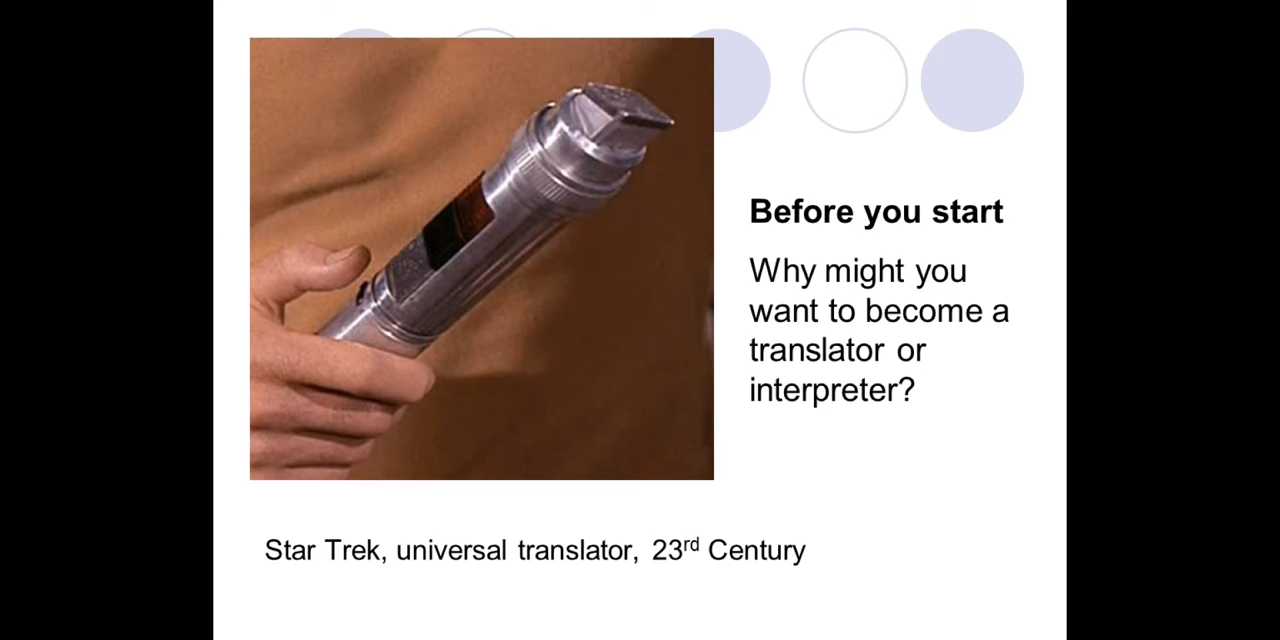 Before you start
Why might you
want to become a
translator or
interpreter?
Star Trek, universal translator, 23rd Century